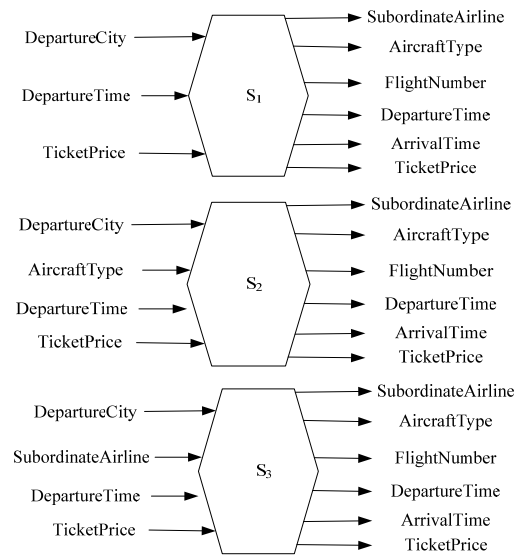 SubordinateAirline
DepartureCity
AircraftType
FlightNumber
DepartureTime
S1
DepartureTime
ArrivalTime
TicketPrice
TicketPrice
SubordinateAirline
DepartureCity
AircraftType
AircraftType
FlightNumber
S2
DepartureTime
DepartureTime
ArrivalTime
TicketPrice
TicketPrice
SubordinateAirline
DepartureCity
AircraftType
SubordinateAirline
FlightNumber
S3
DepartureTime
DepartureTime
ArrivalTime
TicketPrice
TicketPrice